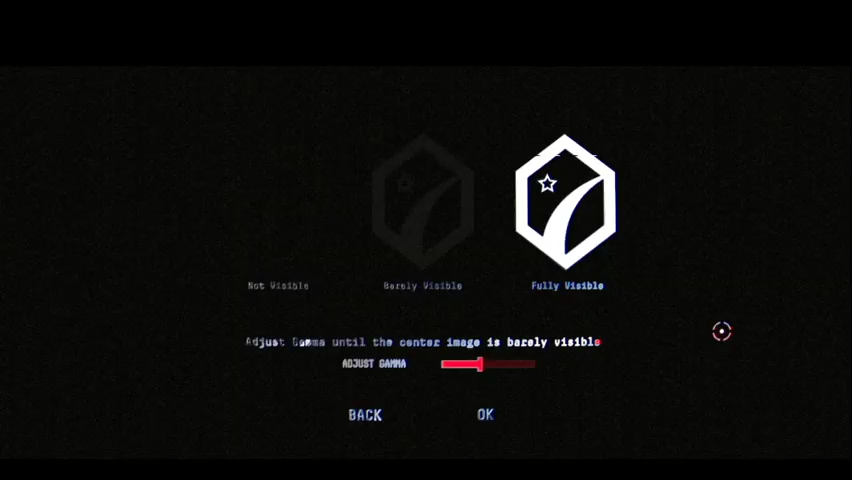 Not Visible Barely Visible Fully Visible
Adjust Gamma until the center image is barely visible
ADJUST GAMMA
BACK OK